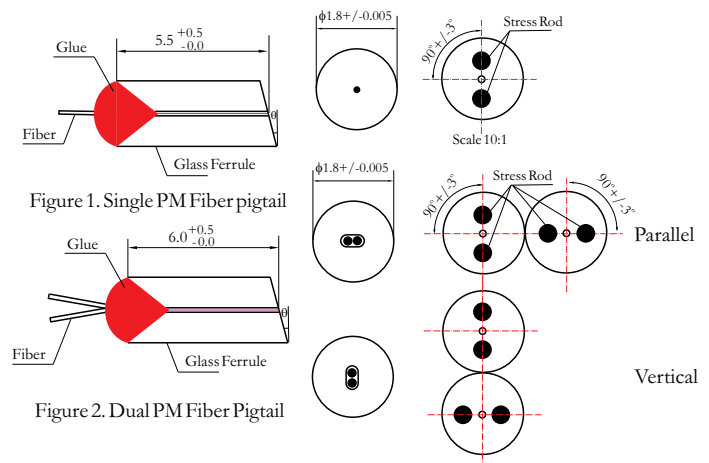 Glue
5.5 +0.5 -0.0
θ
Fiber
Glass Ferrule
ϕ1.8+/-0.005
90°+/-3°
Stress Rod
Scale 10:1
Figure 1. Single PM Fiber pigtail
Glue
6.0 +0.5 -0.0
θ
Fiber
Glass Ferrule
ϕ1.8+/-0.005
90°+/-3°
Stress Rod
90°+/-3°
Parallel
Vertical
Figure 2. Dual PM Fiber Pigtail